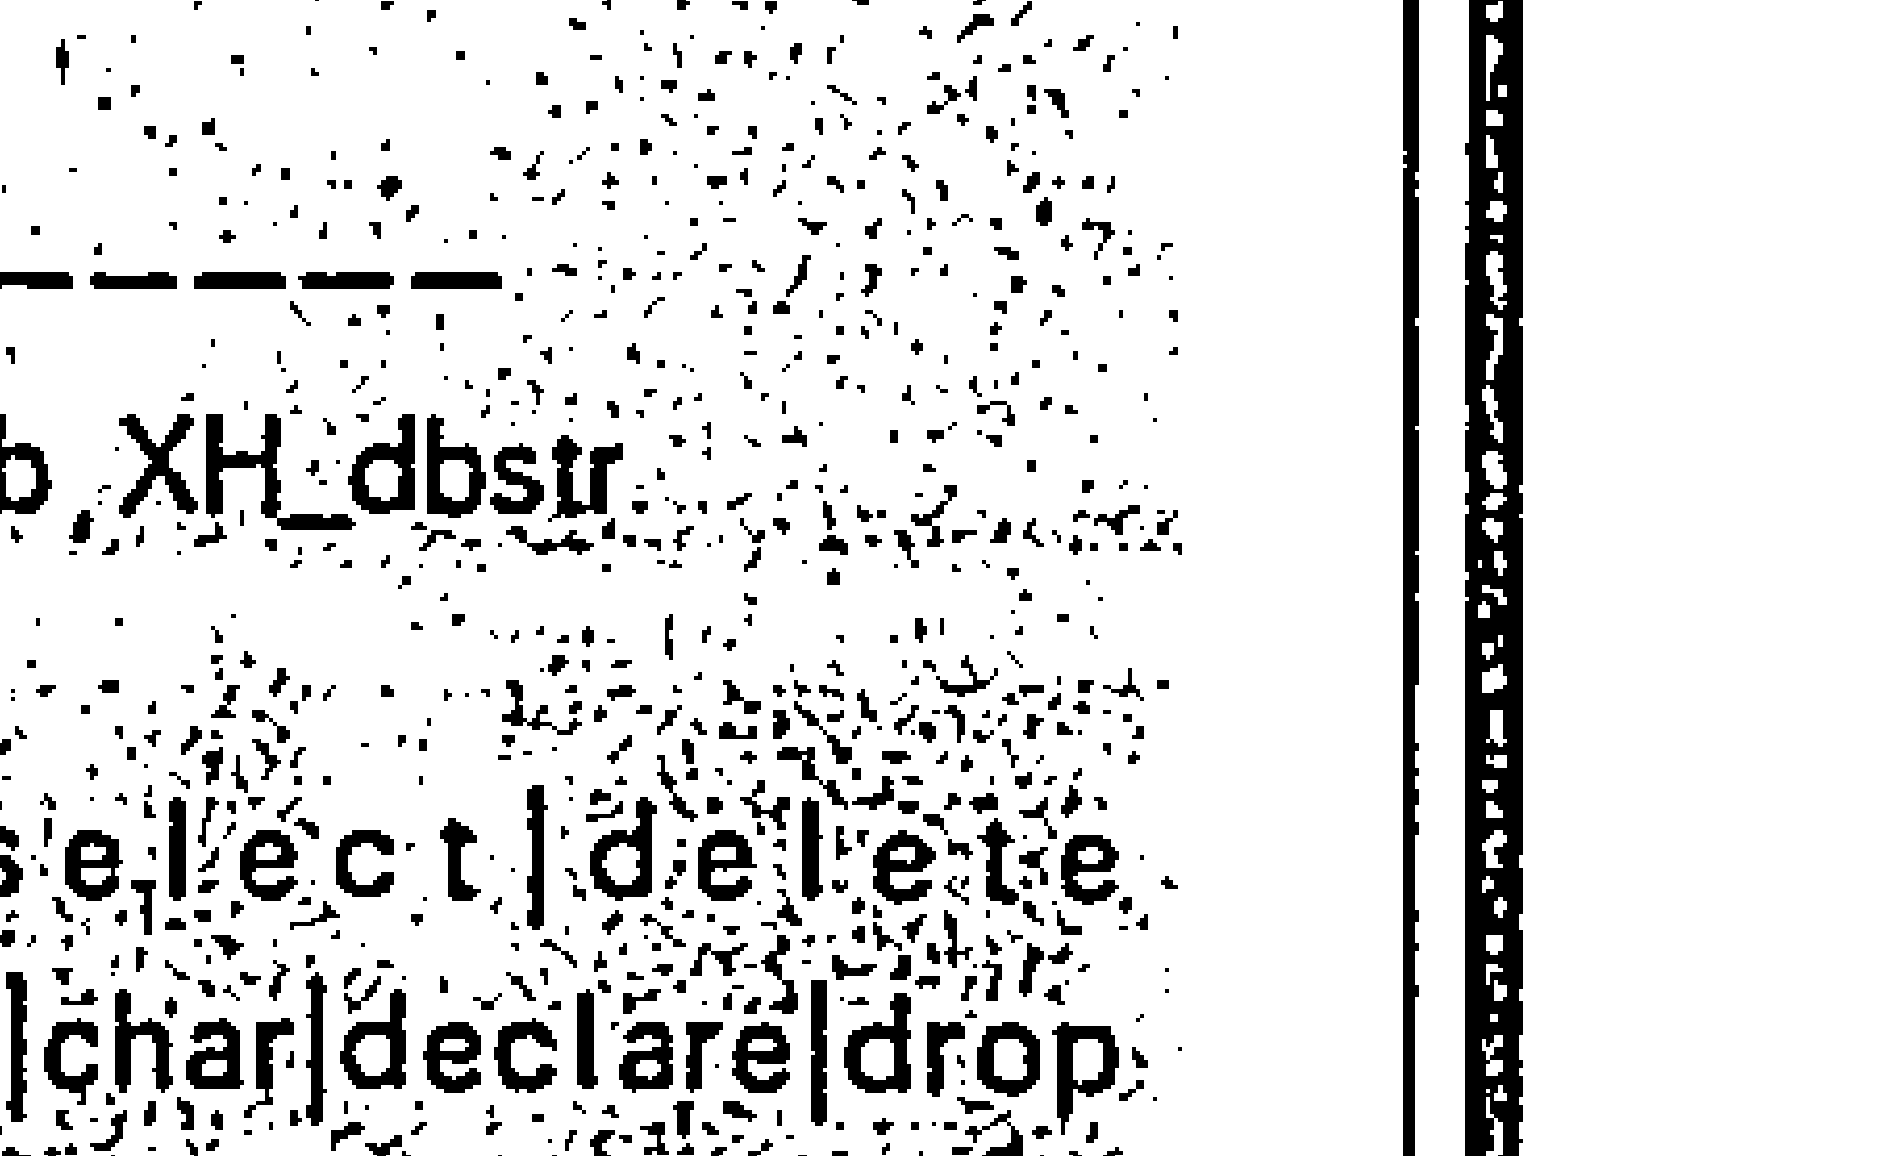 — — — — —
b,XH_dbstr
select|delete
|char|declare|drop